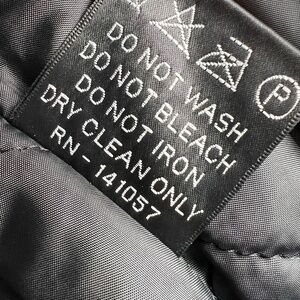 P
DO NOT WASH
DO NOT BLEACH
DO NOT IRON
DRY CLEAN ONLY
RN - 141057